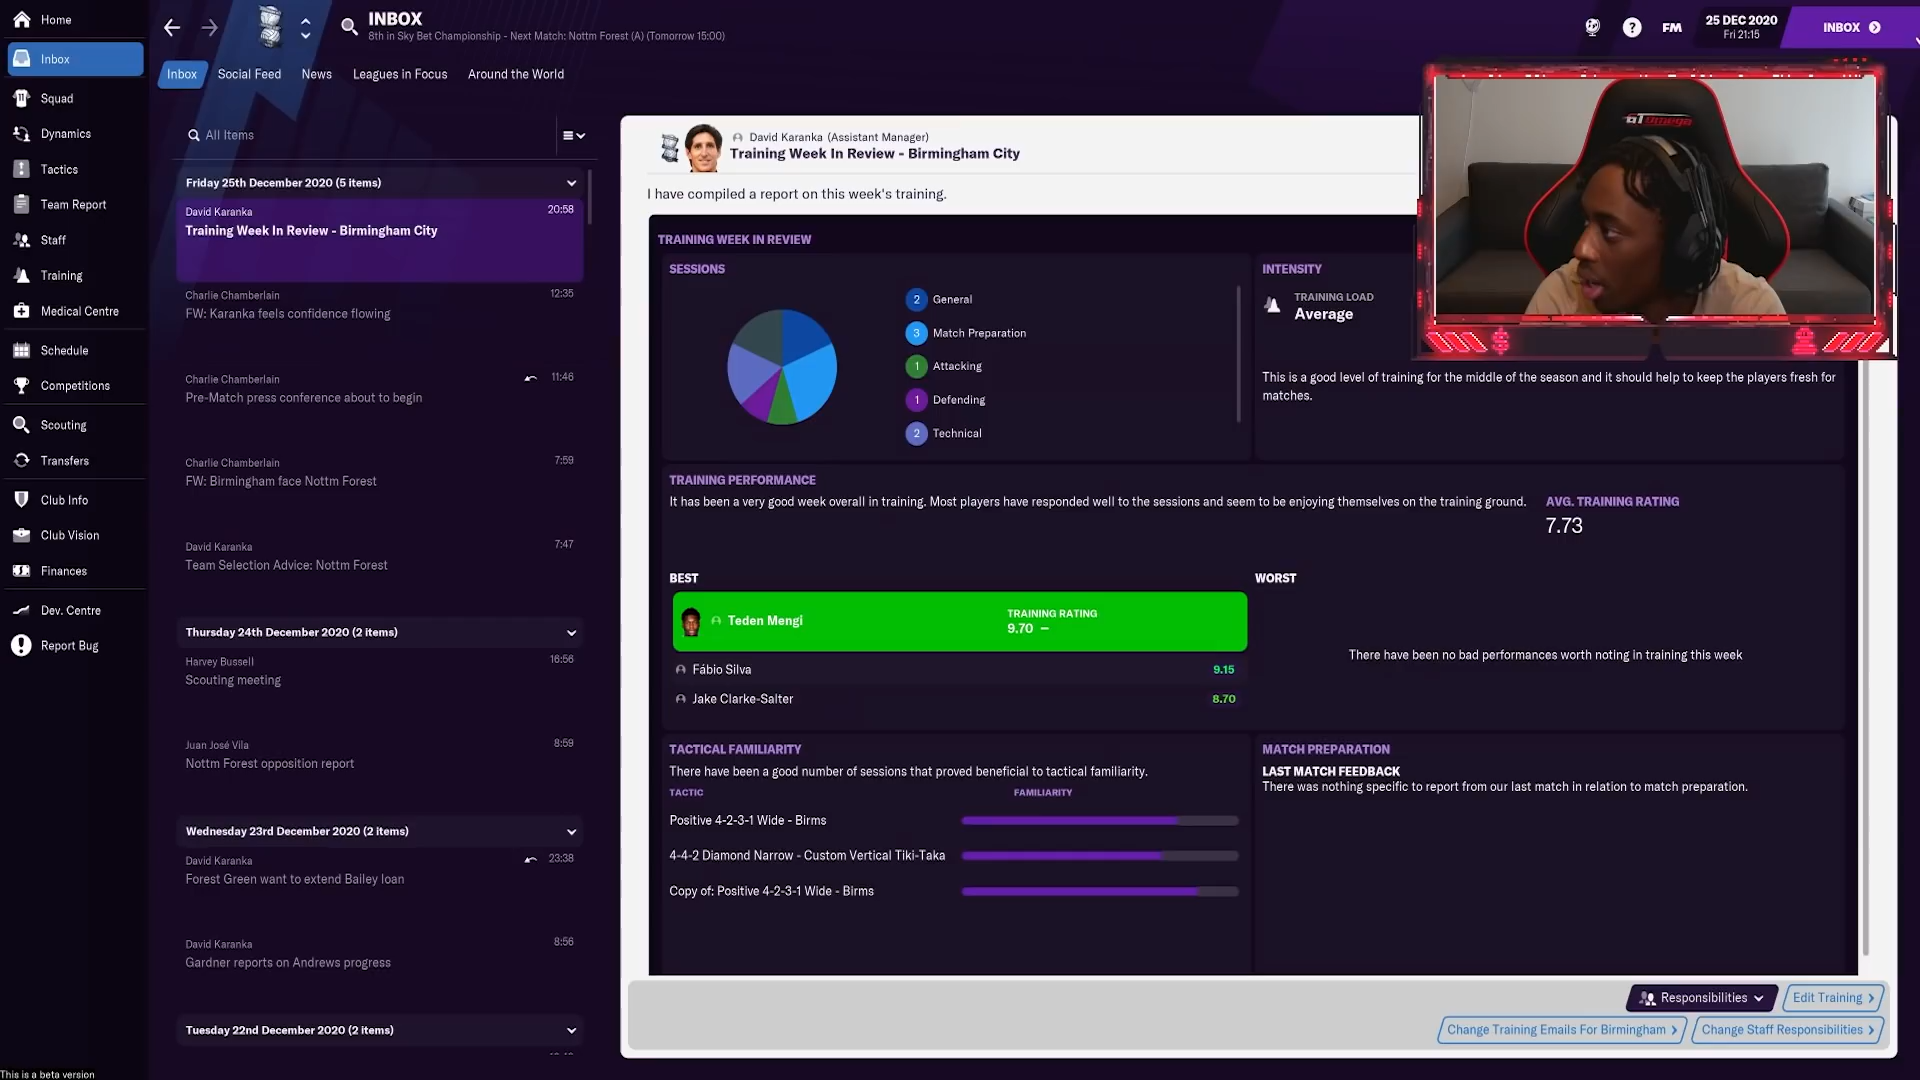 Home
Inbox
Squad
Dynamics
Tactics
Team Report
Staff
Training
Medical Centre
Schedule
Competitions
Scouting
Transfers
Club Info
Club Vision
Finances
Dev. Centre
Report Bug
This is a beta version
INBOX
8th in Sky Bet Championship - Next Match: Nottm Forest (A) (Tomorrow 15:00)
FM
25 DEC 2020
Fri 21:15
INBOX
Inbox
Social Feed
News
Leagues in Focus
Around the World
All Items
Friday 25th December 2020 (5 items)
David Karanka 20:58
Training Week In Review - Birmingham City
Charlie Chamberlain 12:35
FW: Karanka feels confidence flowing
Charlie Chamberlain 11:46
Pre-Match press conference about to begin
Charlie Chamberlain 7:59
FW: Birmingham face Nottm Forest
David Karanka 7:47
Team Selection Advice: Nottm Forest
Thursday 24th December 2020 (2 items)
Harvey Bussell 16:56
Scouting meeting
Juan José Vila 8:59
Nottm Forest opposition report
Wednesday 23rd December 2020 (2 items)
David Karanka 23:38
Forest Green want to extend Bailey loan
David Karanka 8:56
Gardner reports on Andrews progress
Tuesday 22nd December 2020 (2 items)
David Karanka (Assistant Manager)
Training Week In Review - Birmingham City
I have compiled a report on this week's training.
TRAINING WEEK IN REVIEW
SESSIONS
2 General
3 Match Preparation
1 Attacking
1 Defending
2 Technical
INTENSITY
TRAINING LOAD
Average
This is a good level of training for the middle of the season and it should help to keep the players fresh for
matches.
TRAINING PERFORMANCE
It has been a very good week overall in training. Most players have responded well to the sessions and seem to be enjoying themselves on the training ground.
AVG. TRAINING RATING
7.73
BEST
Teden Mengi
TRAINING RATING
9.70 –
Fábio Silva 9.15
Jake Clarke-Salter 8.70
WORST
There have been no bad performances worth noting in training this week
TACTICAL FAMILIARITY
There have been a good number of sessions that proved beneficial to tactical familiarity.
TACTIC FAMILIARITY
Positive 4-2-3-1 Wide - Birms
4-4-2 Diamond Narrow - Custom Vertical Tiki-Taka
Copy of: Positive 4-2-3-1 Wide - Birms
MATCH PREPARATION
LAST MATCH FEEDBACK
There was nothing specific to report from our last match in relation to match preparation.
Responsibilities
Edit Training
Change Training Emails For Birmingham
Change Staff Responsibilities
GT Omega